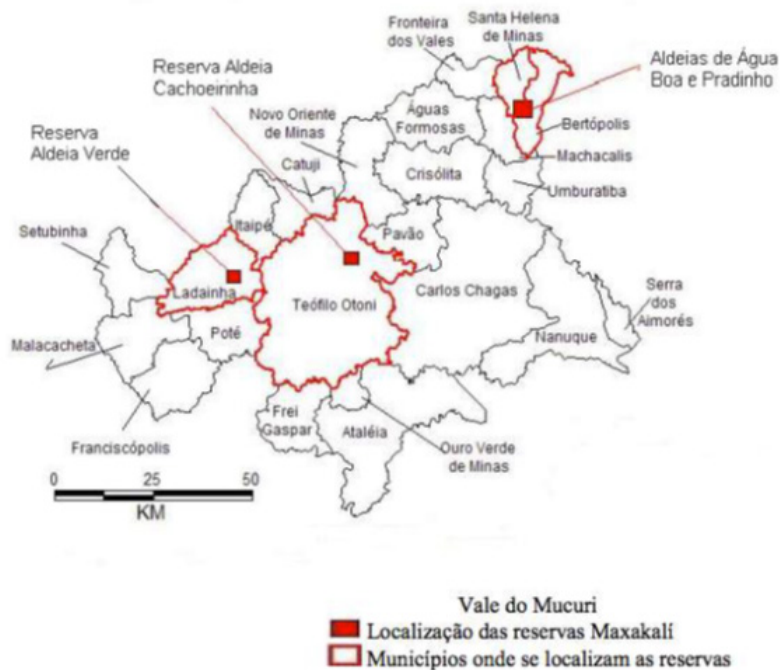 Fronteira
dos Vales
Santa Helena
de Minas
Aldeias de Água
Boa e Pradinho
Reserva Aldeia
Cachoeirinha
Novo Oriente
de Minas
Águas
Formosas
Bertópolis
Reserva
Aldeia Verde
Catuji
Crisólita
Machacalis
Umburatiba
Setubinha
Itaipé
Pavão
Ladainha
Teófilo Otoni
Carlos Chagas
Serra
dos
Aimorés
Malacacheta
Poté
Nanuque
Franciscópolis
Frei
Gaspar
Ataléia
Ouro Verde
de Minas
0 25 50
KM
Vale do Mucuri
Localização das reservas Maxakalí
Municípios onde se localizam as reservas